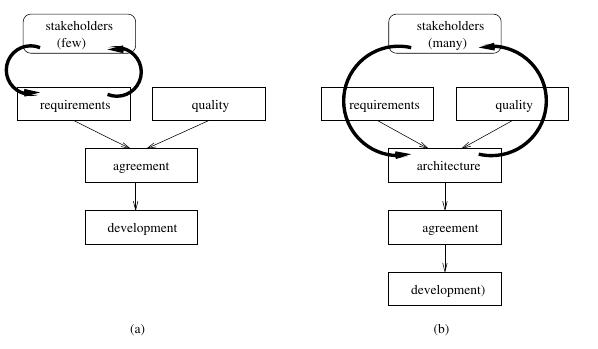 stakeholders
(few)
requirements
quality
agreement
development
(a)
stakeholders
(many)
requirements
quality
architecture
agreement
development)
(b)